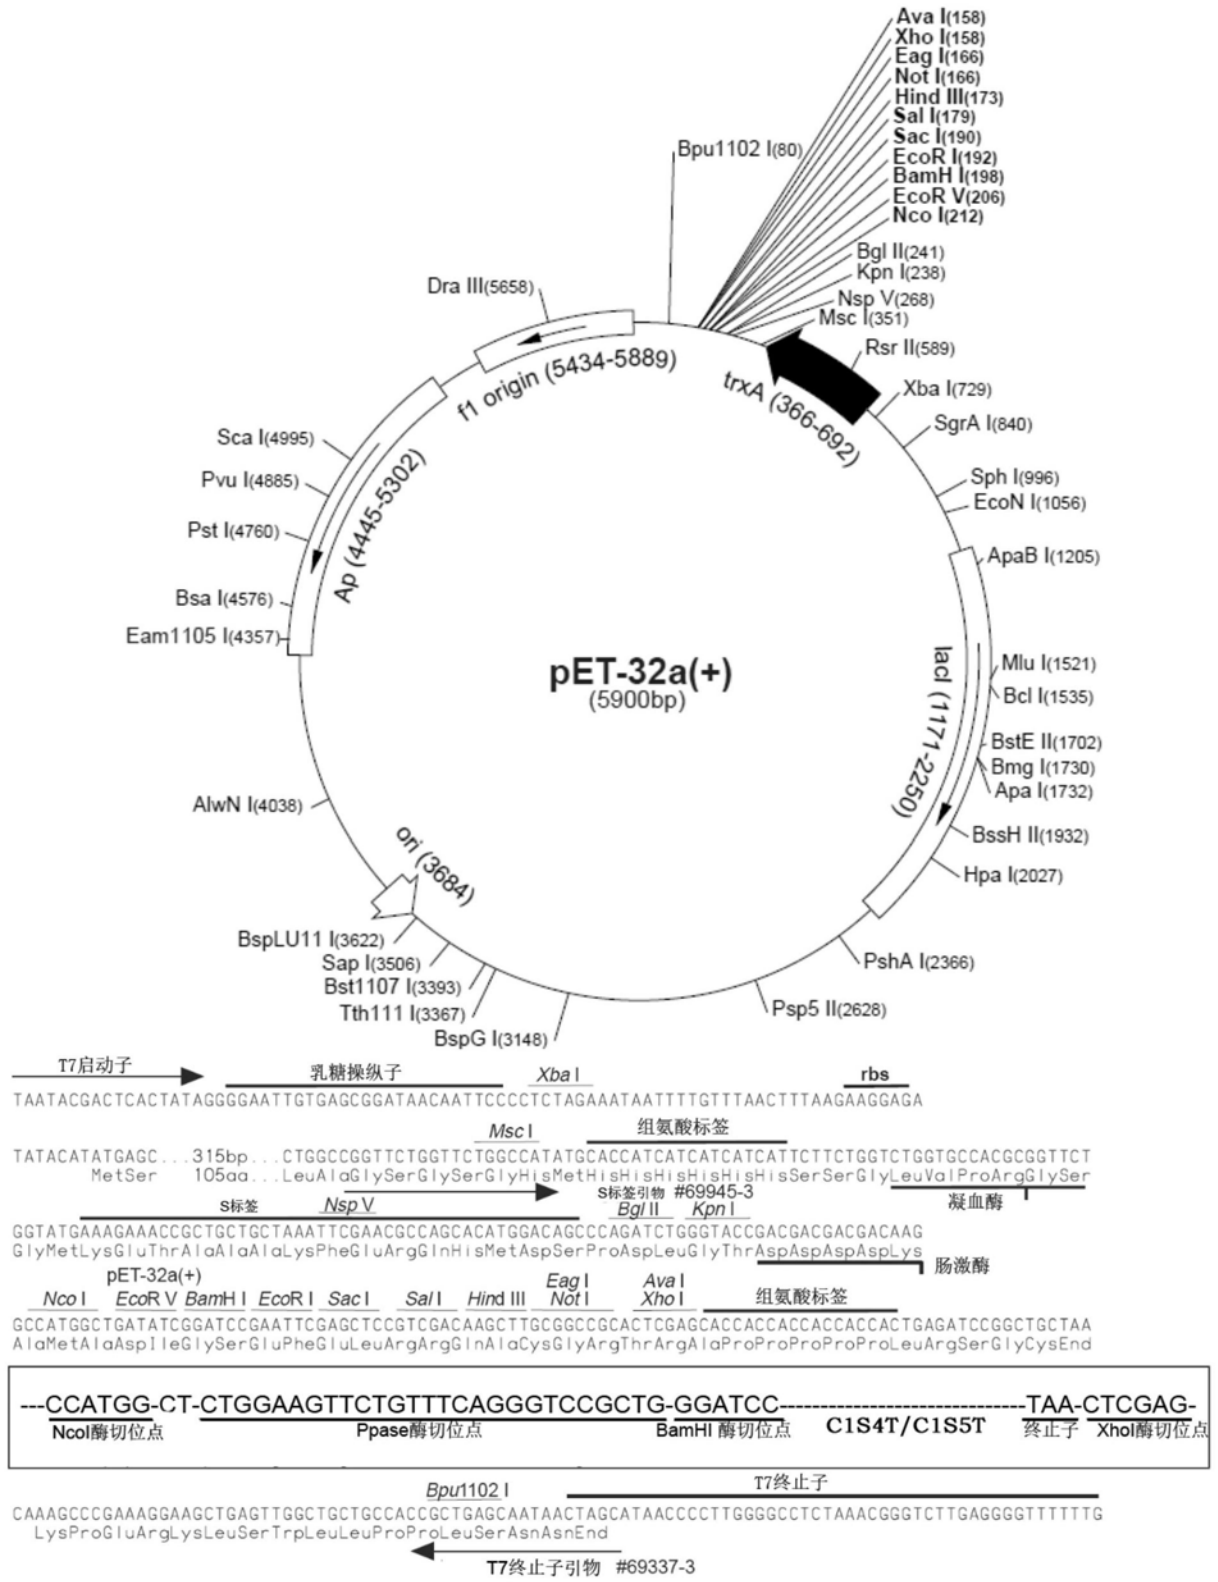 Ava I(158)
Xho I(158)
Eag I(166)
Not I(166)
Hind III(173)
Sal I(179)
Sac I(190)
EcoR I(192)
BamH I(198)
EcoR V(206)
Nco I(212)
Bpu1102 I(80)
Bgl II(241)
Kpn I(238)
Nsp V(268)
Msc I(351)
Rsr II(589)
Xba I(729)
SgrA I(840)
Sph I(996)
EcoN I(1056)
ApaB I(1205)
Mlu I(1521)
Bcl I(1535)
BstE II(1702)
Bmg I(1730)
Apa I(1732)
BssH II(1932)
Hpa I(2027)
PshA I(2366)
Psp5 II(2628)
BspG I(3148)
Tth111 I(3367)
Bst1107 I(3393)
Sap I(3506)
BspLU11 I(3622)
AlwN I(4038)
Eam1105 I(4357)
Bsa I(4576)
Pst I(4760)
Pvu I(4885)
Sca I(4995)
Dra III(5658)
f1 origin (5434-5889)
trxA (366-692)
Ap (4445-5302)
lacI (1171-2250)
ori (3684)
pET-32a(+)
(5900bp)
T7启动子 乳糖操纵子 Xba I rbs
TAATACGACTCACTATAGGGGAATTGTGAGCGGATAACAATTCCCCTCTAGAAATAATTTTGTTTAACTTTAAGAAGGAGA
Msc I 组氨酸标签
TATACATATGAGC...315bp...CTGGCCGGTTCTGGTTCTGGCCATATGCACCATCATCATCATCATTCTTCTGGTCTGGTGCCACGCGGTTCT
MetSer 105aa...LeuAlaGlySerGlySerGlyHisMetHisHisHisHisHisHisSerSerGlyLeuValProArgGlySer
S标签 Nsp V S标签引物 #69945-3 Bgl II Kpn I 凝血酶
GGTATGAAAGAAACCGCTGCTGCTAAATTCGAACGCCAGCACATGGACAGCCCAGATCTGGGTACCGACGACGACGACAAG
GlyMetLysGluThrAlaAlaAlaLysPheGluArgGlnHisMetAspSerProAspLeuGlyThrAspAspAspAspLys
肠激酶
pET-32a(+)
Nco I EcoR V BamH I EcoR I Sac I Sal I Hind III Eag I Not I Ava I Xho I 组氨酸标签
GCCATGGCTGATATCGGATCCGAATTCGAGCTCCGTCGACAAGCTTGCGGCCGCACTCGAGCACCACCACCACCACCACTGAGATCCGGCTGCTAA
AlaMetAlaAspIleGlySerGluPheGluLeuArgArgGlnAlaCysGlyArgThrArgAlaProProProProProLeuArgSerGlyCysEnd
---CCATGG-CT-CTGGAAGTTCTGTTTCAGGGTCCGCTG-GGATCC---------------------------TAA-CTCGAG-
NcoI酶切位点 Ppase酶切位点 BamHI 酶切位点 C1S4T/C1S5T 终止子 XhoI酶切位点
Bpu1102 I T7终止子
CAAAGCCCGAAAGGAAGCTGAGTTGGCTGCTGCCACCGCTGAGCAATAACTAGCATAACCCCTTGGGGCCTCTAAACGGGTCTTGAGGGGTTTTTTG
LysProGluArgLysLeuSerTrpLeuLeuProProLeuSerAsnAsnEnd
T7终止子引物 #69337-3